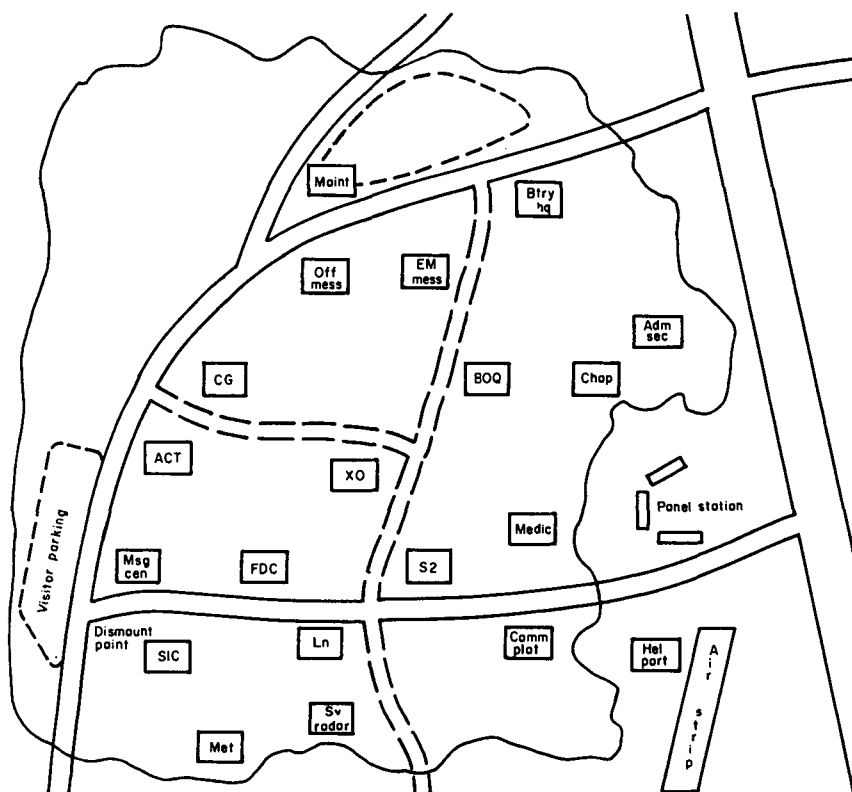 Maint
Btry
hq
Off
mess
EM
mess
Adm
sec
CG
BOQ
Chap
ACT
XO
Panel station
Visitor parking
Medic
Msg
cen
FDC
S2
Dismount
point
SIC
Ln
Comm
plat
Hel
port
Air strip
Sv
radar
Met